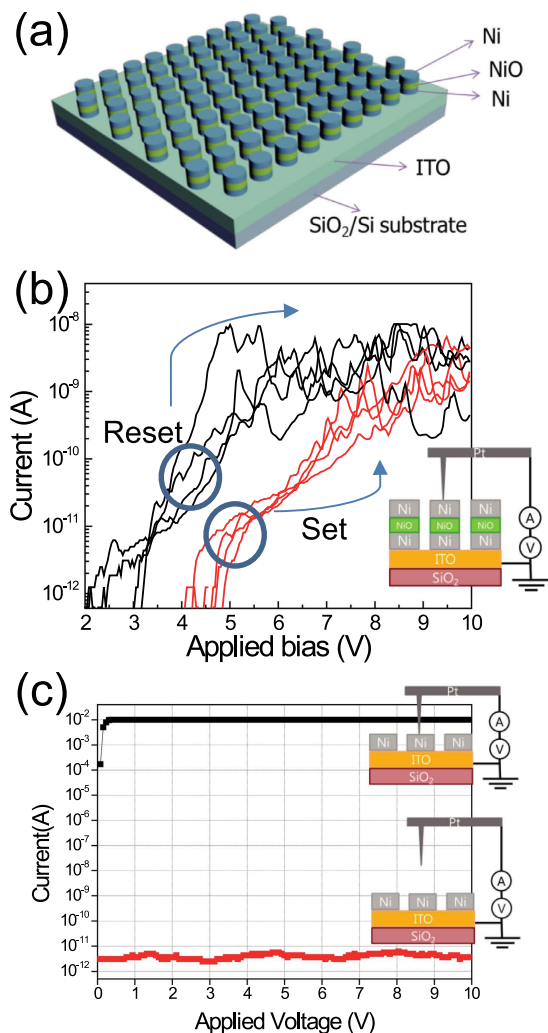 (a)
Ni
NiO
Ni
ITO
SiO₂/Si substrate
(b)
Current (A)
10⁻⁸
10⁻⁹
10⁻¹⁰
10⁻¹¹
10⁻¹²
Reset
Set
Pt
Ni Ni Ni
NiO NiO NiO
Ni Ni Ni
ITO
SiO₂
A
V
2 3 4 5 6 7 8 9 10
Applied bias (V)
(c)
Current(A)
10⁻²
10⁻³
10⁻⁴
10⁻⁵
10⁻⁶
10⁻⁷
10⁻⁸
10⁻⁹
10⁻¹⁰
10⁻¹¹
10⁻¹²
Pt
Ni Ni Ni
ITO
SiO₂
A
V
Pt
Ni Ni Ni
ITO
SiO₂
A
V
0 1 2 3 4 5 6 7 8 9 10
Applied Voltage (V)